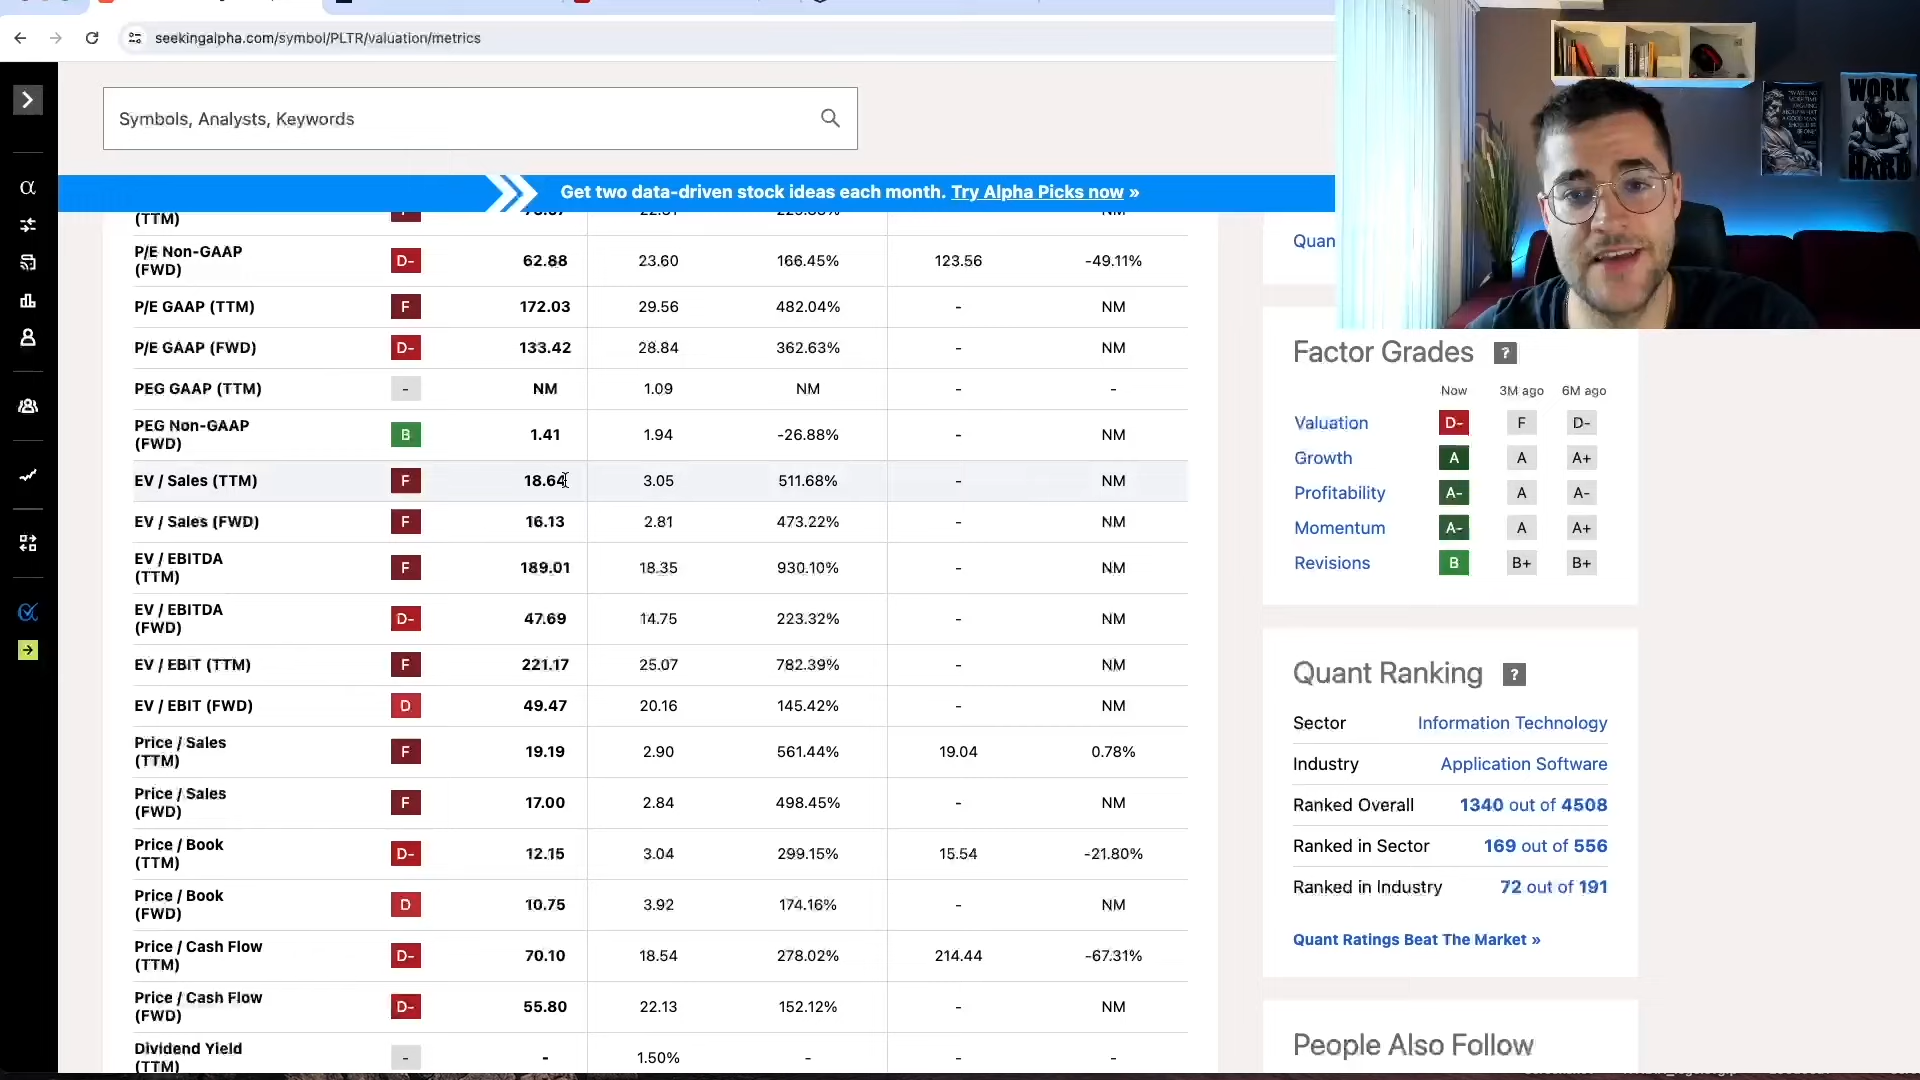 seekingalpha.com/symbol/PLTR/valuation/metrics
Symbols, Analysts, Keywords
Get two data-driven stock ideas each month. Try Alpha Picks now »
(TTM)
P/E Non-GAAP (FWD) D- 62.88 23.60 166.45% 123.56 -49.11%
P/E GAAP (TTM) F 172.03 29.56 482.04% - NM
P/E GAAP (FWD) D- 133.42 28.84 362.63% - NM
PEG GAAP (TTM) - NM 1.09 NM - -
PEG Non-GAAP (FWD) B 1.41 1.94 -26.88% - NM
EV / Sales (TTM) F 18.64 3.05 511.68% - NM
EV / Sales (FWD) F 16.13 2.81 473.22% - NM
EV / EBITDA (TTM) F 189.01 18.35 930.10% - NM
EV / EBITDA (FWD) D- 47.69 14.75 223.32% - NM
EV / EBIT (TTM) F 221.17 25.07 782.39% - NM
EV / EBIT (FWD) D 49.47 20.16 145.42% - NM
Price / Sales (TTM) F 19.19 2.90 561.44% 19.04 0.78%
Price / Sales (FWD) F 17.00 2.84 498.45% - NM
Price / Book (TTM) D- 12.15 3.04 299.15% 15.54 -21.80%
Price / Book (FWD) D 10.75 3.92 174.16% - NM
Price / Cash Flow (TTM) D- 70.10 18.54 278.02% 214.44 -67.31%
Price / Cash Flow (FWD) D- 55.80 22.13 152.12% - NM
Dividend Yield (TTM) - - 1.50% - - -
WORK
HARD
Quan
Factor Grades ?
Now 3M ago 6M ago
Valuation D- F D-
Growth A A A+
Profitability A- A A-
Momentum A- A A+
Revisions B B+ B+
Quant Ranking ?
Sector Information Technology
Industry Application Software
Ranked Overall 1340 out of 4508
Ranked in Sector 169 out of 556
Ranked in Industry 72 out of 191
Quant Ratings Beat The Market »
People Also Follow